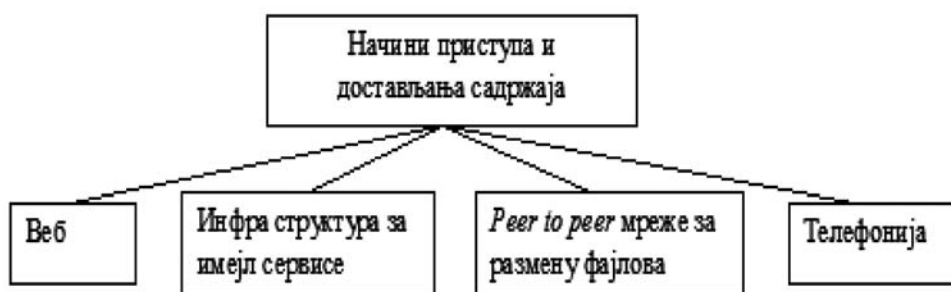 Начини приступа и
достављања садржаја
Веб
Инфра структура за
имејл сервисе
Peer to peer мреже за
размену фајлова
Телефонија